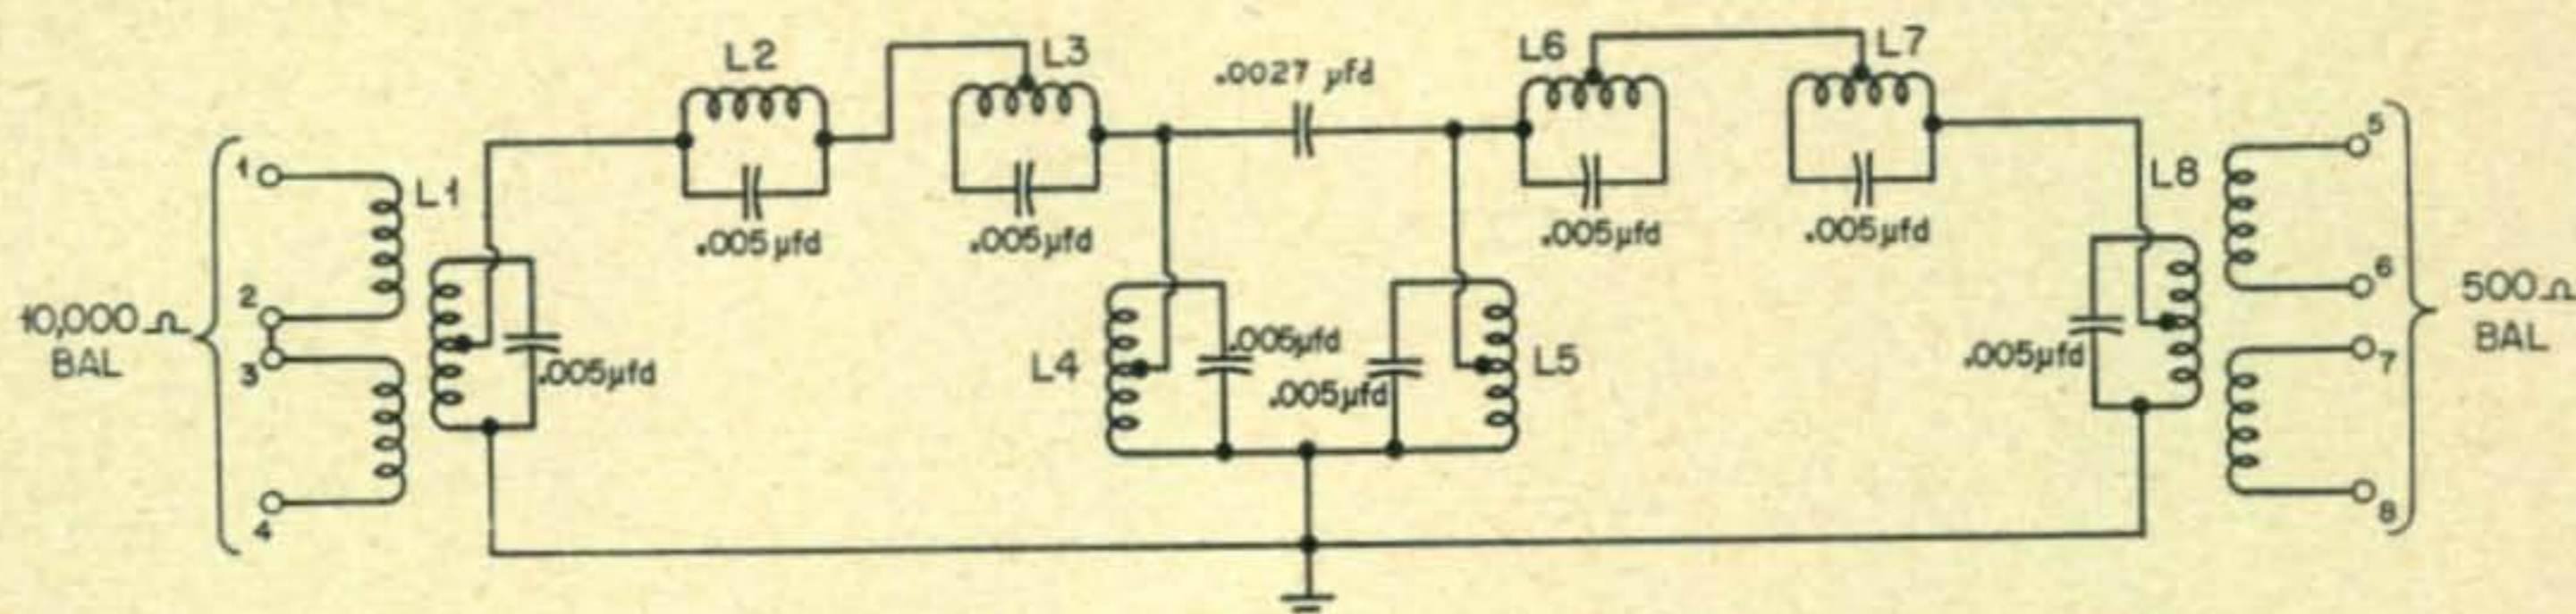 10,000 Ω
BAL
1
2
3
4
L1
.005µfd
L2
.005µfd
L3
.005µfd
.0027 µfd
L4
.005µfd
.005µfd
L5
L6
.005µfd
L7
.005µfd
L8
.005µfd
5
6
7
8
500Ω
BAL